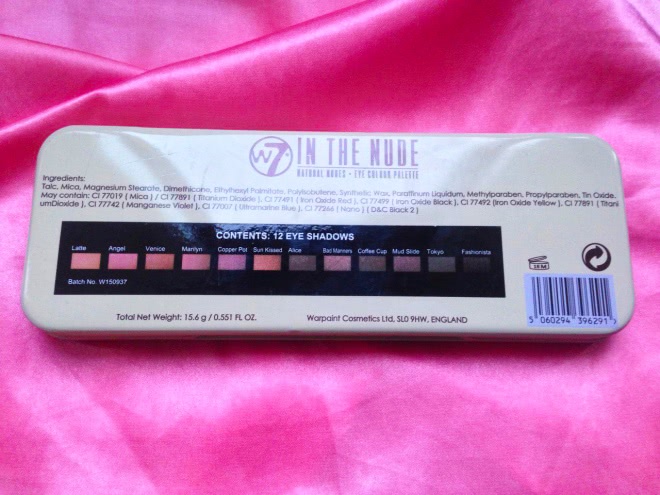 W7
IN THE NUDE
NATURAL NUDES • EYE COLOUR PALETTE
Ingredients:
Talc, Mica, Magnesium Stearate, Dimethicone, Ethylhexyl Palmitate, Polyisobutene, Synthetic Wax, Paraffinum Liquidum, Methylparaben, Propylparaben, Tin Oxide.
May contain: CI 77019 ( Mica ) / CI 77891 ( Titanium Dioxide ), CI 77491 ( Iron Oxide Red ), CI 77499 ( Iron Oxide Black ), CI 77492 (Iron Oxide Yellow ), CI 77891 ( Titani
umDioxide ), CI 77742 ( Manganese Violet ), CI 77007 ( Ultramarine Blue ), CI 77266 ( Nano ) ( D&C Black 2 )
CONTENTS: 12 EYE SHADOWS
Latte Angel Venice Marilyn Copper Pot Sun Kissed Alice Bad Manners Coffee Cup Mud Slide Tokyo Fashionista
Batch No. W150937
Total Net Weight: 15.6 g / 0.551 FL OZ. Warpaint Cosmetics Ltd, SL0 9HW, ENGLAND
5 060294 396291